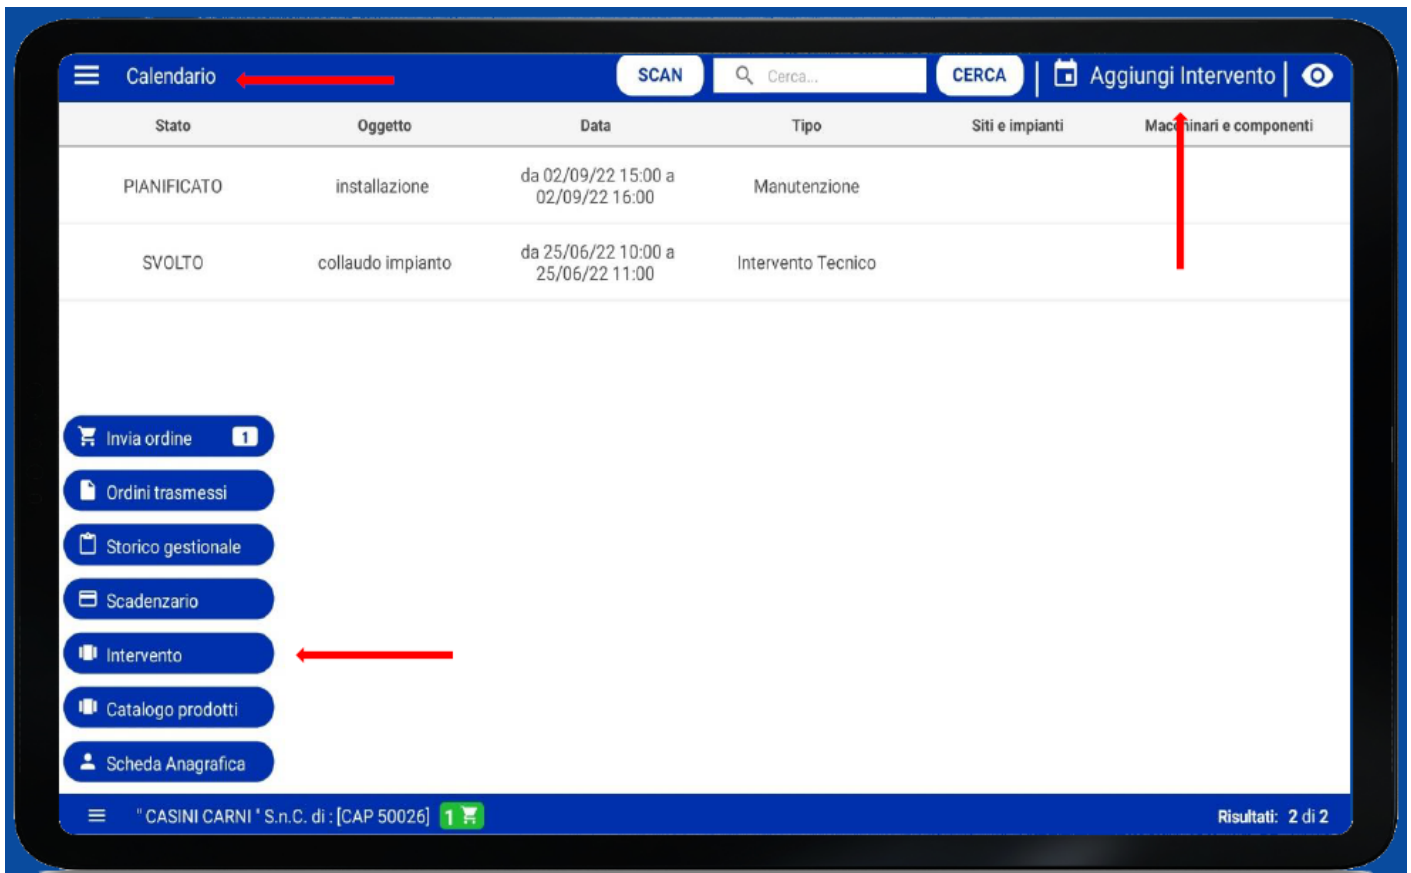 Calendario SCAN Cerca... CERCA Aggiungi Intervento
Stato Oggetto Data Tipo Siti e impianti Macchinari e componenti
PIANIFICATO installazione da 02/09/22 15:00 a 02/09/22 16:00 Manutenzione
SVOLTO collaudo impianto da 25/06/22 10:00 a 25/06/22 11:00 Intervento Tecnico
Invia ordine 1
Ordini trasmessi
Storico gestionale
Scadenzario
Intervento
Catalogo prodotti
Scheda Anagrafica
" CASINI CARNI " S.n.C. di : [CAP 50026] 1 Risultati: 2 di 2